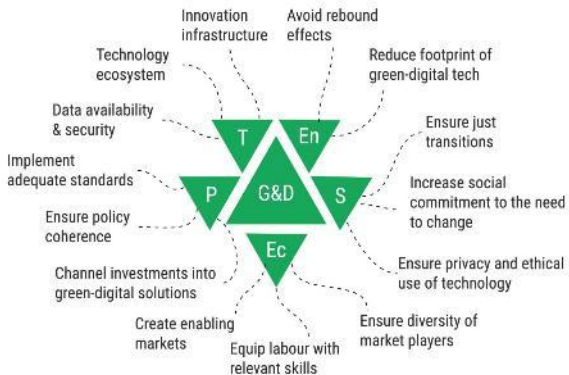 Innovation
infrastructure
Avoid rebound
effects
Technology
ecosystem
Reduce footprint of
green-digital tech
Data availability
& security
Ensure just
transitions
T
En
Implement
adequate standards
P
G&D
S
Increase social
commitment to the need
to change
Ensure policy
coherence
Ec
Channel investments into
green-digital solutions
Ensure privacy and ethical
use of technology
Create enabling
markets
Equip labour with
relevant skills
Ensure diversity of
market players